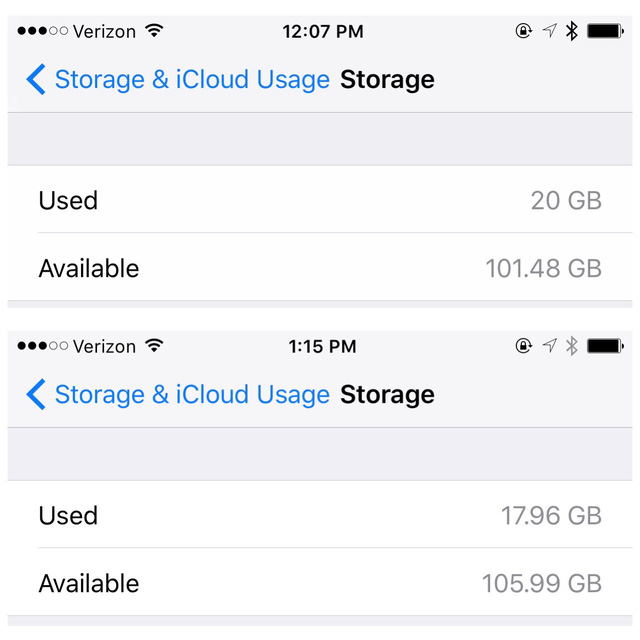 Verizon 12:07 PM
Storage & iCloud Usage Storage
Used 20 GB
Available 101.48 GB
Verizon 1:15 PM
Storage & iCloud Usage Storage
Used 17.96 GB
Available 105.99 GB